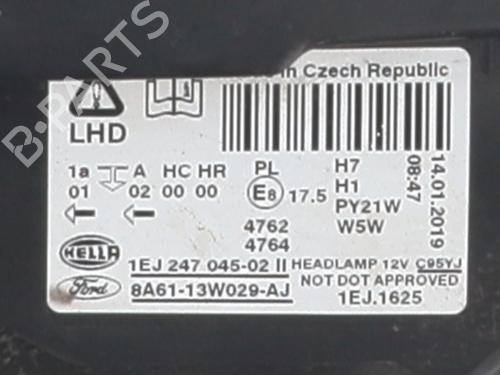 B-PARTS
in Czech Republic
LHD
1a A HC HR PL H7
01 02 00 00 E8 17.5 H1
PY21W
4762 W5W
4764
08:47
14.01.2019
HELLA 1EJ 247 045-02 II HEADLAMP 12V C95YJ
Ford 8A61-13W029-AJ NOT DOT APPROVED
1EJ.1625